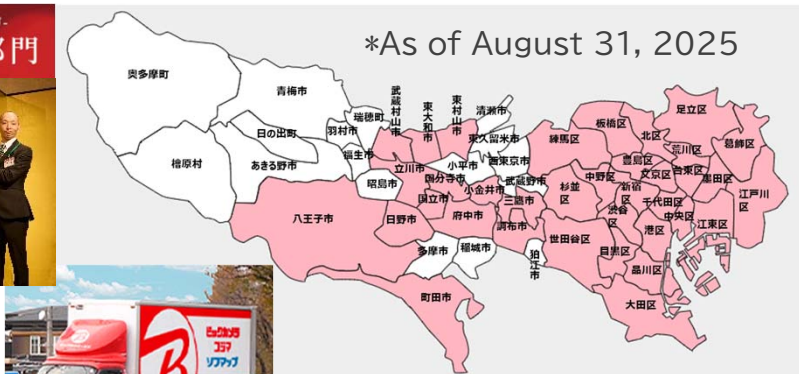 門
*As of August 31, 2025
奥多摩町
青梅市
瑞穂町
武蔵村山市
東大和市
東村山市
清瀬市
東久留米市
羽村市
日の出町
福生市
檜原村
あきる野市
昭島市
立川市
小平市
西東京市
国分寺市
小金井市
武蔵野市
国立市
三鷹市
八王子市
日野市
府中市
調布市
多摩市
稲城市
狛江市
町田市
練馬区
板橋区
北区
足立区
荒川区
葛飾区
豊島区
文京区
台東区
墨田区
中野区
新宿区
千代田区
江戸川区
杉並区
渋谷区
中央区
江東区
港区
世田谷区
目黒区
品川区
大田区
ビックカメラ
コジマ
ソフマップ
B